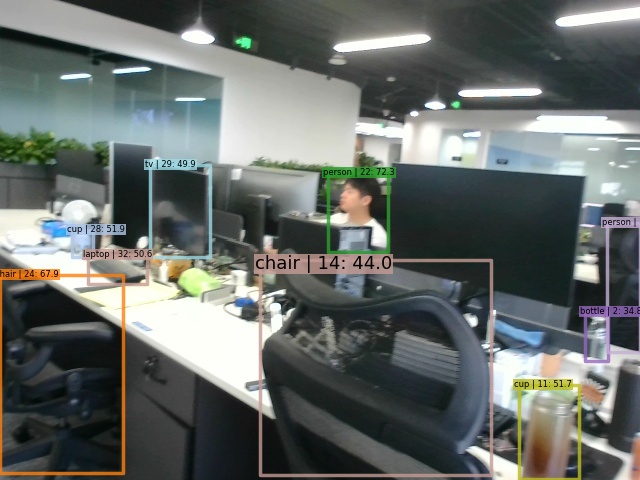 tv | 29: 49.9
person | 22: 72.3
person |
cup | 28: 51.9
laptop | 32: 50.6
chair | 14: 44.0
hair | 24: 67.9
bottle | 2: 34.8
cup | 11: 51.7